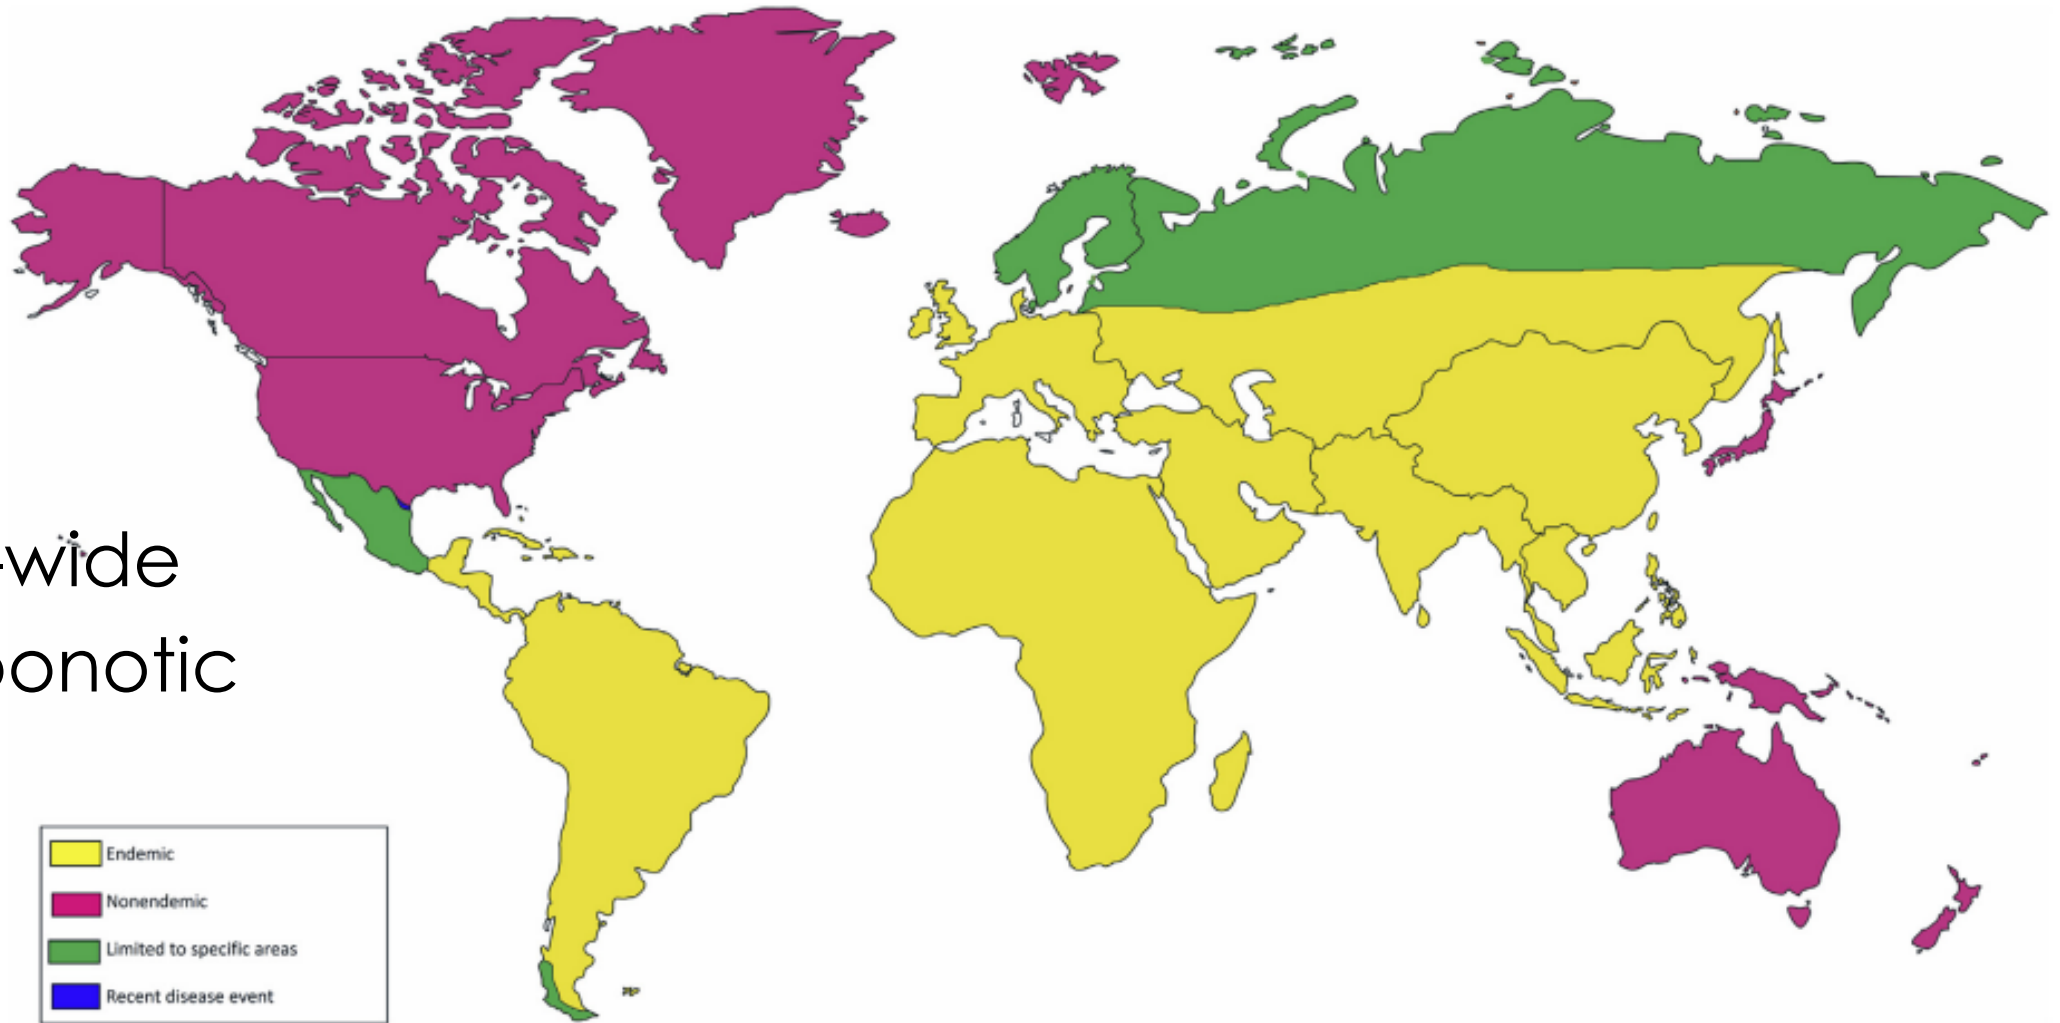 -wide
onotic
Endemic
Nonendemic
Limited to specific areas
Recent disease event